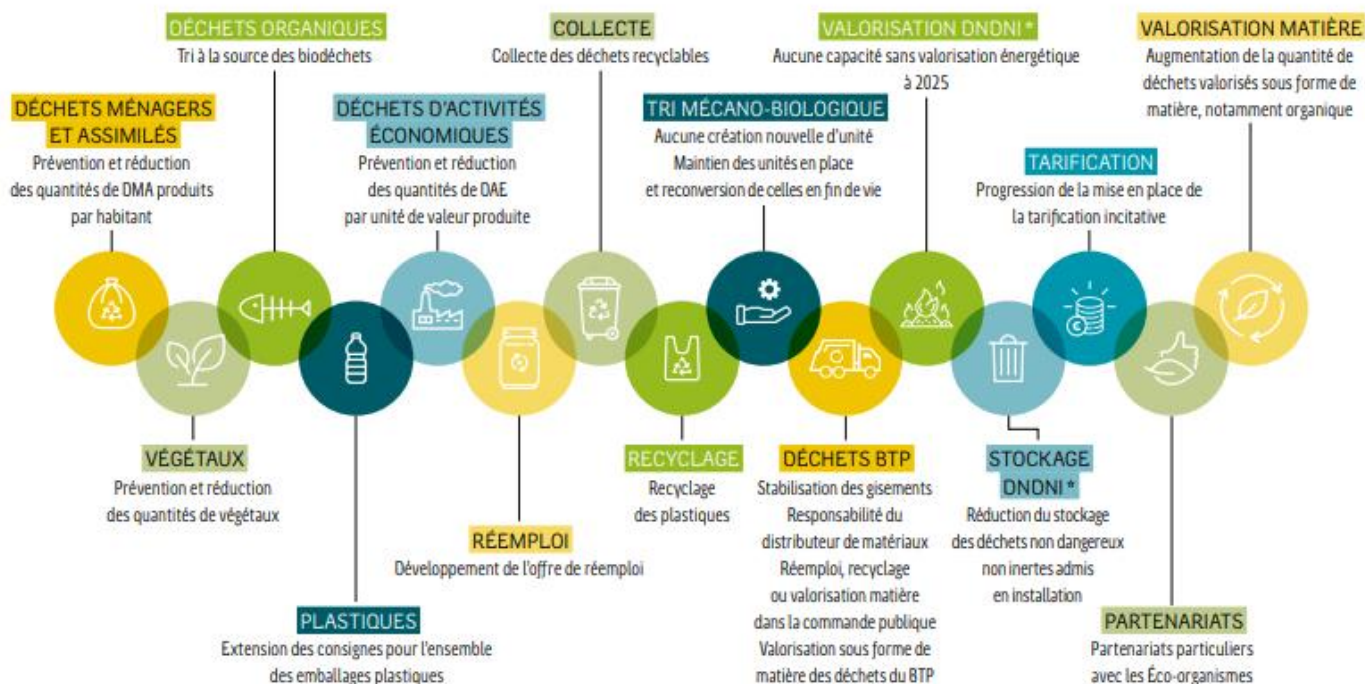 DÉCHETS MÉNAGERS
ET ASSIMILÉS
Prévention et réduction
des quantités de DMA produits
par habitant
VÉGÉTAUX
Prévention et réduction
des quantités de végétaux
DÉCHETS ORGANIQUES
Tri à la source des biodéchets
PLASTIQUES
Extension des consignes pour l'ensemble
des emballages plastiques
DÉCHETS D'ACTIVITÉS
ÉCONOMIQUES
Prévention et réduction
des quantités de DAE
par unité de valeur produite
RÉEMPLOI
Développement de l'offre de réemploi
COLLECTE
Collecte des déchets recyclables
RECYCLAGE
Recyclage
des plastiques
TRI MÉCANO-BIOLOGIQUE
Aucune création nouvelle d'unité
Maintien des unités en place
et reconversion de celles en fin de vie
DÉCHETS BTP
Stabilisation des gisements
Responsabilité du
distributeur de matériaux
Réemploi, recyclage
ou valorisation matière
dans la commande publique
Valorisation sous forme de
matière des déchets du BTP
VALORISATION DNDNI *
Aucune capacité sans valorisation énergétique
à 2025
STOCKAGE
DNDNI *
Réduction du stockage
des déchets non dangereux
non inertes admis
en installation
TARIFICATION
Progression de la mise en place de
la tarification incitative
€
PARTENARIATS
Partenariats particuliers
avec les Éco-organismes
VALORISATION MATIÈRE
Augmentation de la quantité de
déchets valorisés sous forme de
matière, notamment organique